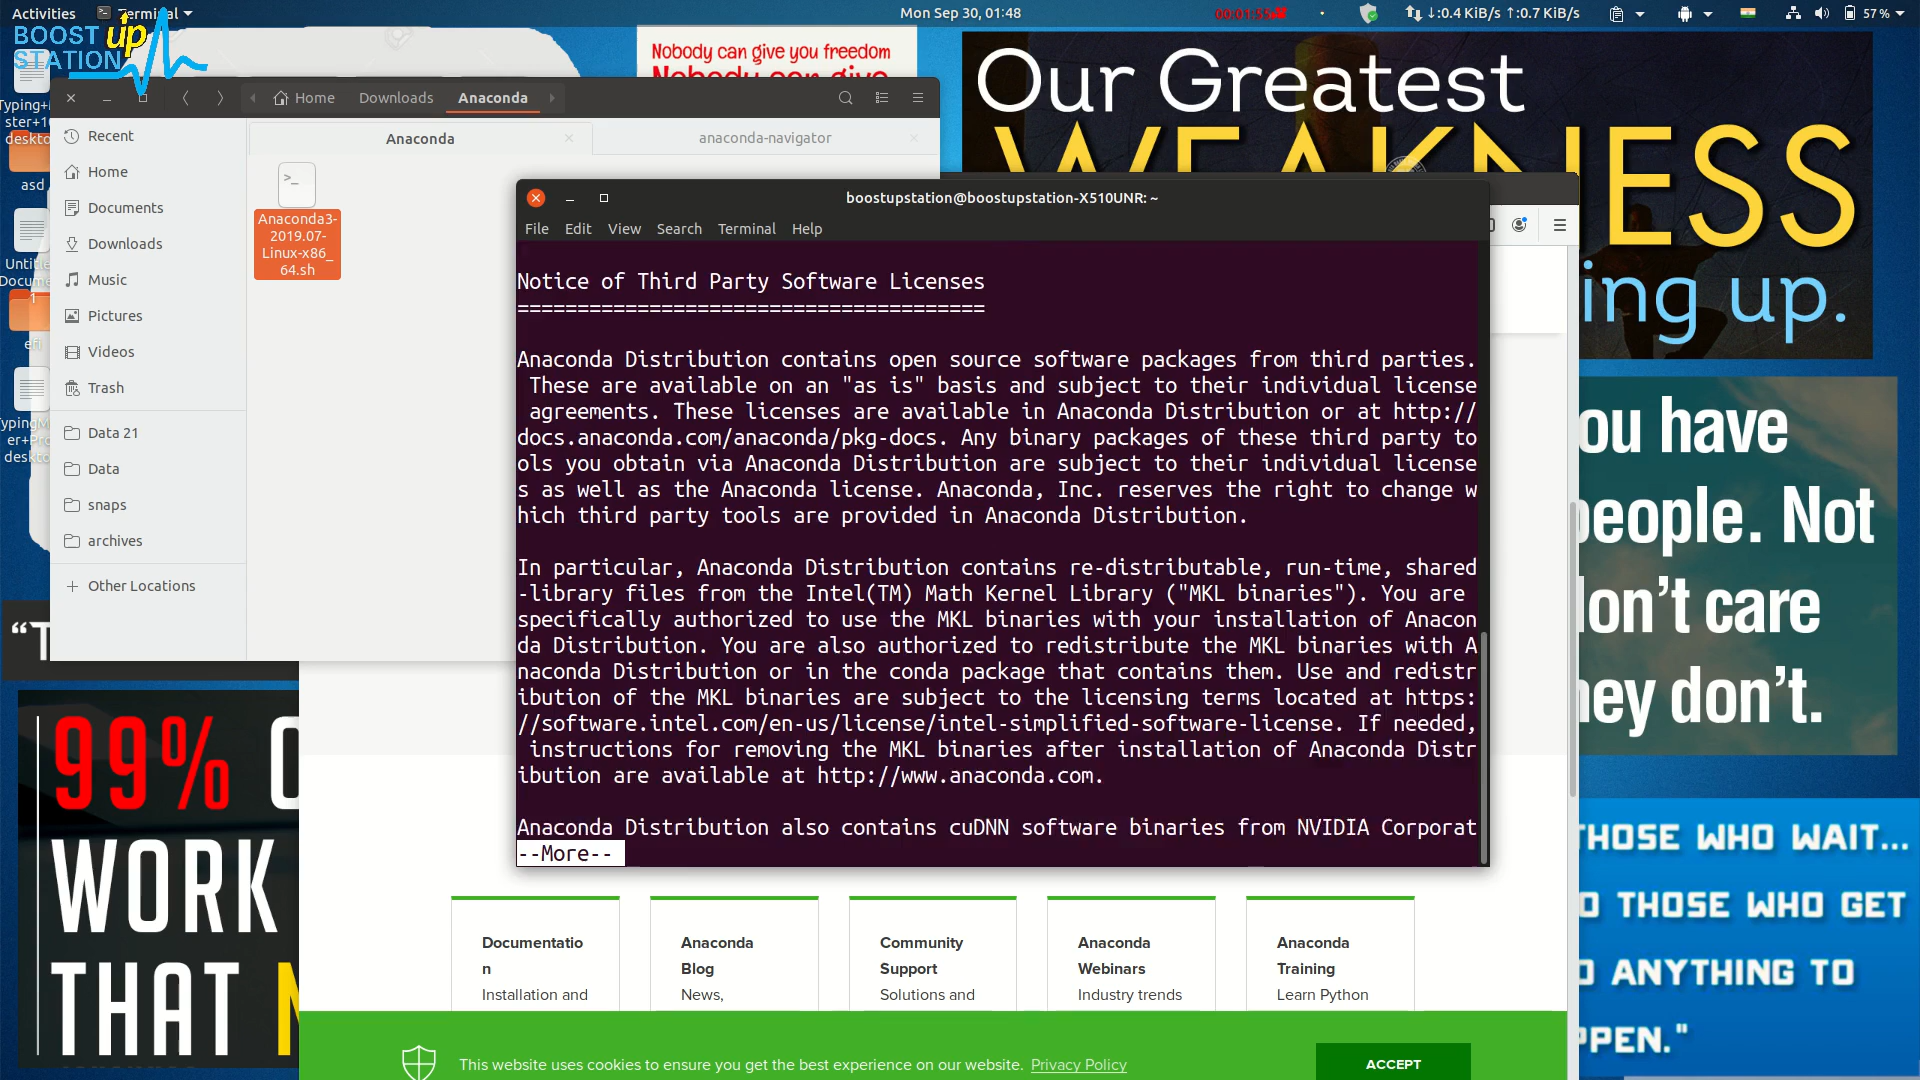 Activities
Terminal
Mon Sep 30, 01:48
00:01:55
↓:0.4 KiB/s ↑:0.7 KiB/s
57 %
BOOST up
STATION
Nobody can give you freedom
Our Greatest
WEAKNESS
ing up.
Home
Downloads
Anaconda
Anaconda
anaconda-navigator
Recent
Home
Documents
Downloads
Music
Pictures
Videos
Trash
Data 21
Data
snaps
archives
Other Locations
asd
Anaconda3-
2019.07-
Linux-x86_
64.sh
boostupstation@boostupstation-X510UNR: ~
File Edit View Search Terminal Help
Notice of Third Party Software Licenses
=======================================
Anaconda Distribution contains open source software packages from third parties.
These are available on an "as is" basis and subject to their individual license
agreements. These licenses are available in Anaconda Distribution or at http://
docs.anaconda.com/anaconda/pkg-docs. Any binary packages of these third party to
ols you obtain via Anaconda Distribution are subject to their individual license
s as well as the Anaconda license. Anaconda, Inc. reserves the right to change w
hich third party tools are provided in Anaconda Distribution.
In particular, Anaconda Distribution contains re-distributable, run-time, shared
-library files from the Intel(TM) Math Kernel Library ("MKL binaries"). You are
specifically authorized to use the MKL binaries with your installation of Anacon
da Distribution. You are also authorized to redistribute the MKL binaries with A
naconda Distribution or in the conda package that contains them. Use and redistr
ibution of the MKL binaries are subject to the licensing terms located at https:
//software.intel.com/en-us/license/intel-simplified-software-license. If needed,
instructions for removing the MKL binaries after installation of Anaconda Distr
ibution are available at http://www.anaconda.com.
Anaconda Distribution also contains cuDNN software binaries from NVIDIA Corporat
--More--
ou have
people. Not
don't care
hey don't.
99% O
WORK
THAT
THOSE WHO WAIT...
O THOSE WHO GET
ANYTHING TO
PPEN."
Documentatio
n
Installation and
Anaconda
Blog
News,
Community
Support
Solutions and
Anaconda
Webinars
Industry trends
Anaconda
Training
Learn Python
This website uses cookies to ensure you get the best experience on our website. Privacy Policy
ACCEPT